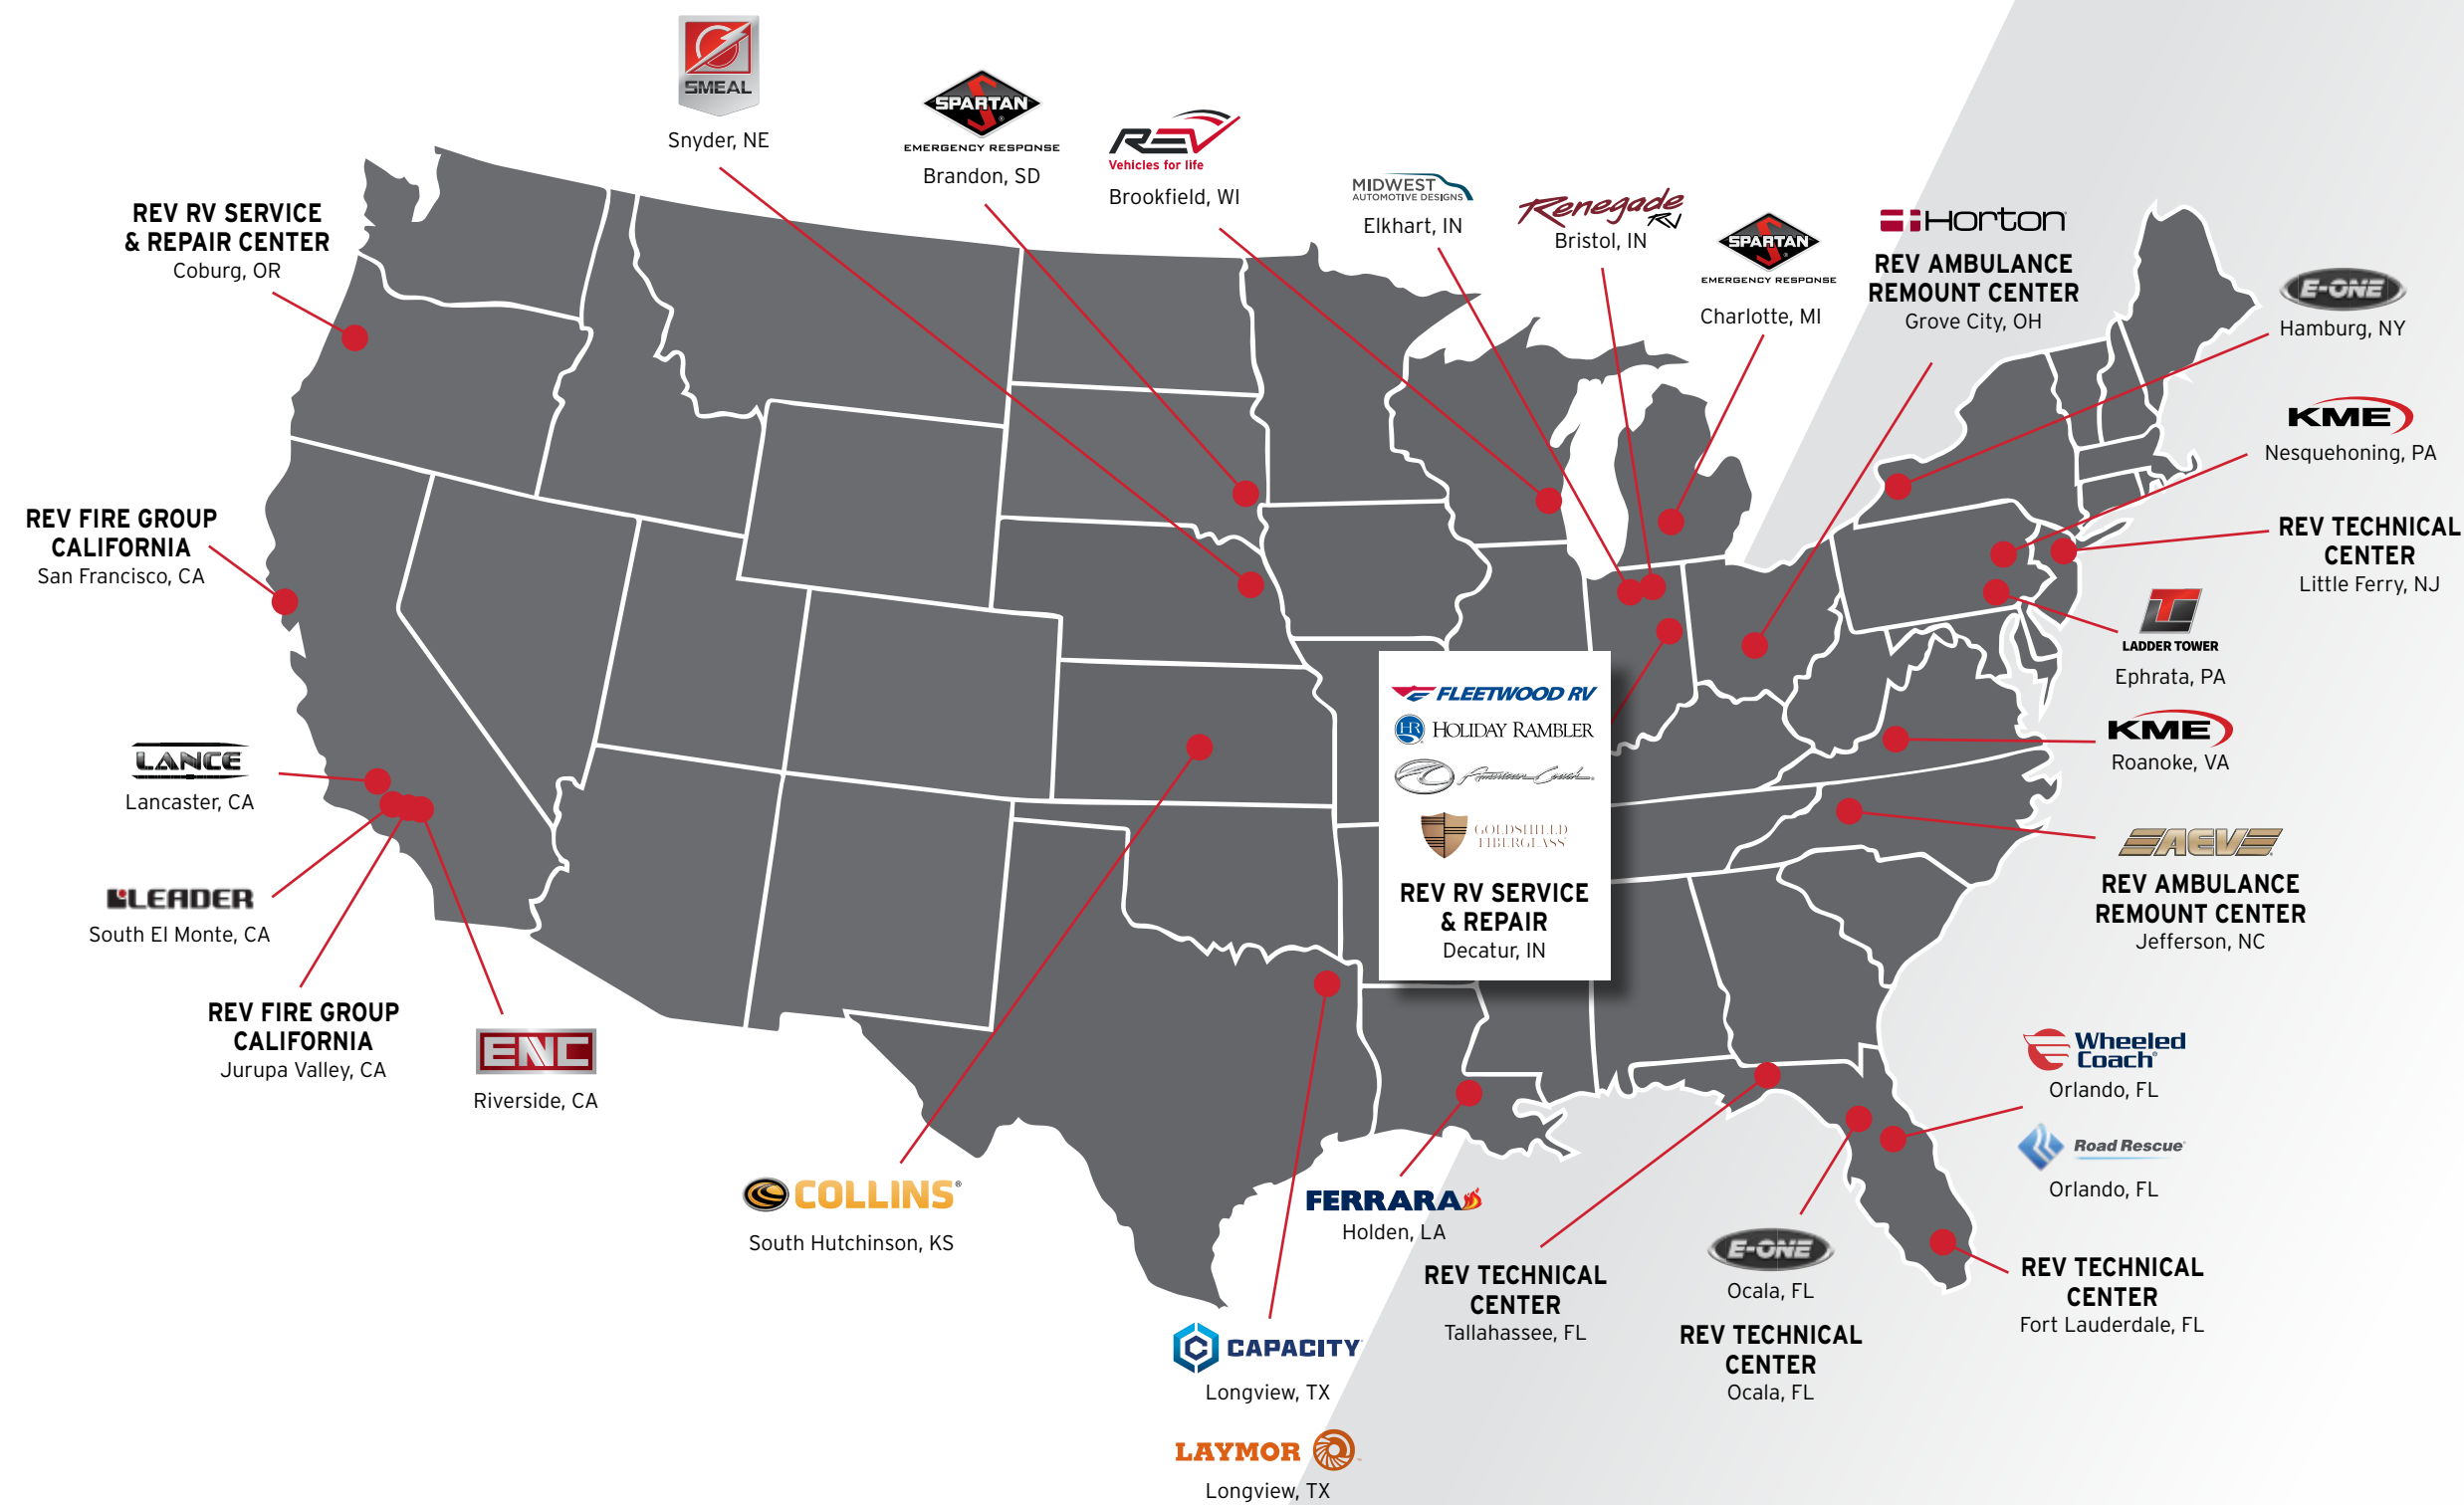 SMEAL
Snyder, NE
SPARTAN
EMERGENCY RESPONSE
Brandon, SD
REV
Vehicles for life
Brookfield, WI
MIDWEST
AUTOMOTIVE DESIGNS
Elkhart, IN
Renegade
RV
Bristol, IN
SPARTAN
EMERGENCY RESPONSE
Charlotte, MI
Horton
REV AMBULANCE
REMOUNT CENTER
Grove City, OH
E-ONE
Hamburg, NY
KME
Nesquehoning, PA
REV TECHNICAL
CENTER
Little Ferry, NJ
LADDER TOWER
Ephrata, PA
KME
Roanoke, VA
AEV
REV AMBULANCE
REMOUNT CENTER
Jefferson, NC
Wheeled
Coach®
Orlando, FL
Road Rescue®
Orlando, FL
REV TECHNICAL
CENTER
Fort Lauderdale, FL
E-ONE
Ocala, FL
REV TECHNICAL
CENTER
Ocala, FL
REV TECHNICAL
CENTER
Tallahassee, FL
FERRARA
Holden, LA
CAPACITY
Longview, TX
LAYMOR
Longview, TX
COLLINS®
South Hutchinson, KS
FLEETWOOD RV
HR HOLIDAY RAMBLER
American Coach
GOLDSHIELD
FIBERGLASS
REV RV SERVICE
& REPAIR
Decatur, IN
REV RV SERVICE
& REPAIR CENTER
Coburg, OR
REV FIRE GROUP
CALIFORNIA
San Francisco, CA
LANCE
Lancaster, CA
LEADER
South El Monte, CA
REV FIRE GROUP
CALIFORNIA
Jurupa Valley, CA
ENC
Riverside, CA